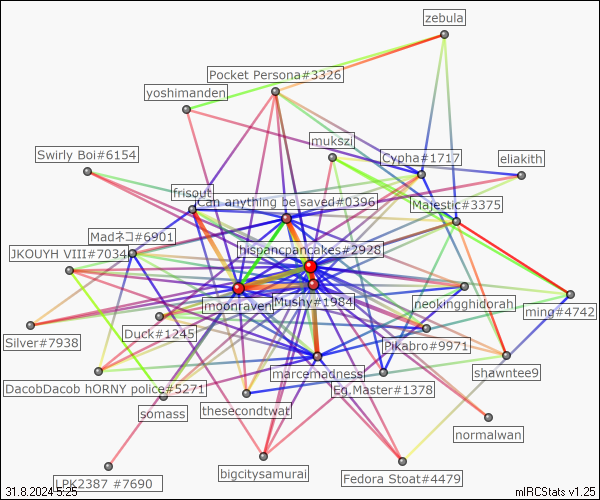 zebula
Pocket Persona#3326
yoshimanden
mukszi
Swirly Boi#6154
Cypha#1717
eliakith
frisout
Can anything be saved#0396
Majestic#3375
Madネコ#6901
JKOUYH VIII#7034
hispancpancakes#2928
moonraven
Mushy#1984
neokingghidorah
ming#4742
Silver#7938
Duck#1245
Pikabro#9971
DacobDacob hORNY police#5271
marcemadness
Eg.Master#1378
shawntee9
somass
thesecondtwat
normalwan
bigcitysamurai
Fedora Stoat#4479
LPK2387 #7690
31.8.2024 5:25
mIRCStats v1.25